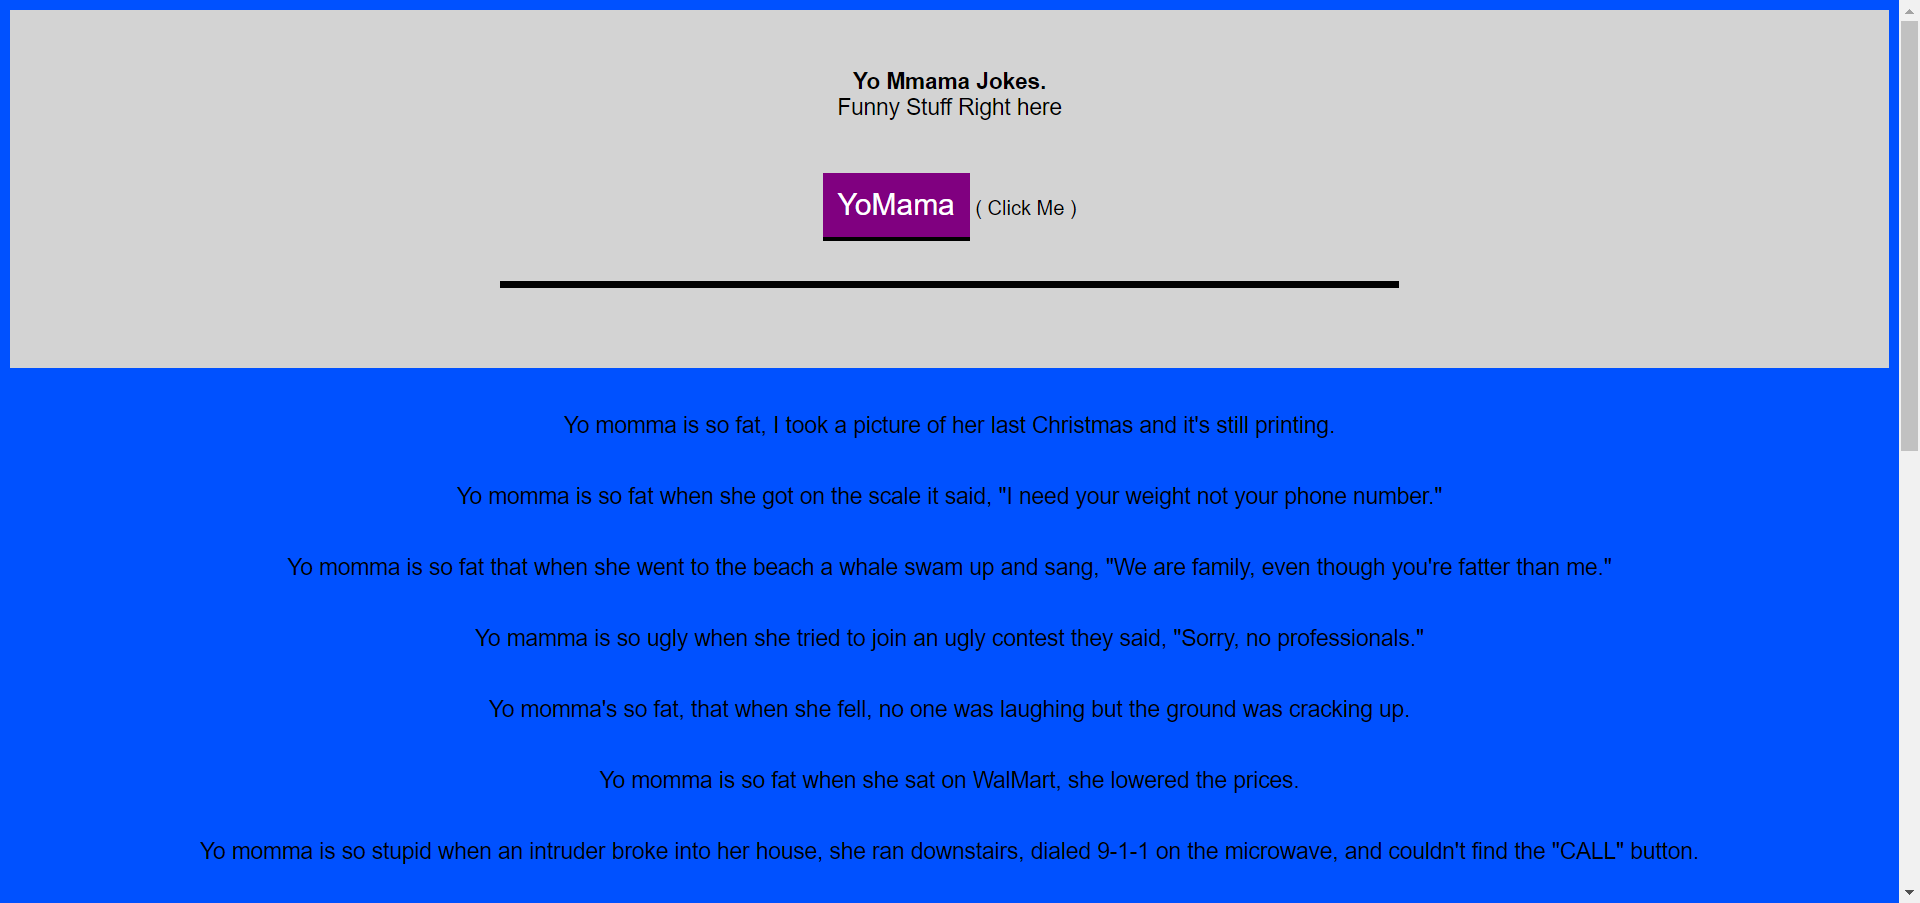 Yo Mmama Jokes.
Funny Stuff Right here
YoMama ( Click Me )
Yo momma is so fat, I took a picture of her last Christmas and it's still printing.
Yo momma is so fat when she got on the scale it said, "I need your weight not your phone number."
Yo momma is so fat that when she went to the beach a whale swam up and sang, "We are family, even though you're fatter than me."
Yo mamma is so ugly when she tried to join an ugly contest they said, "Sorry, no professionals."
Yo momma's so fat, that when she fell, no one was laughing but the ground was cracking up.
Yo momma is so fat when she sat on WalMart, she lowered the prices.
Yo momma is so stupid when an intruder broke into her house, she ran downstairs, dialed 9-1-1 on the microwave, and couldn't find the "CALL" button.